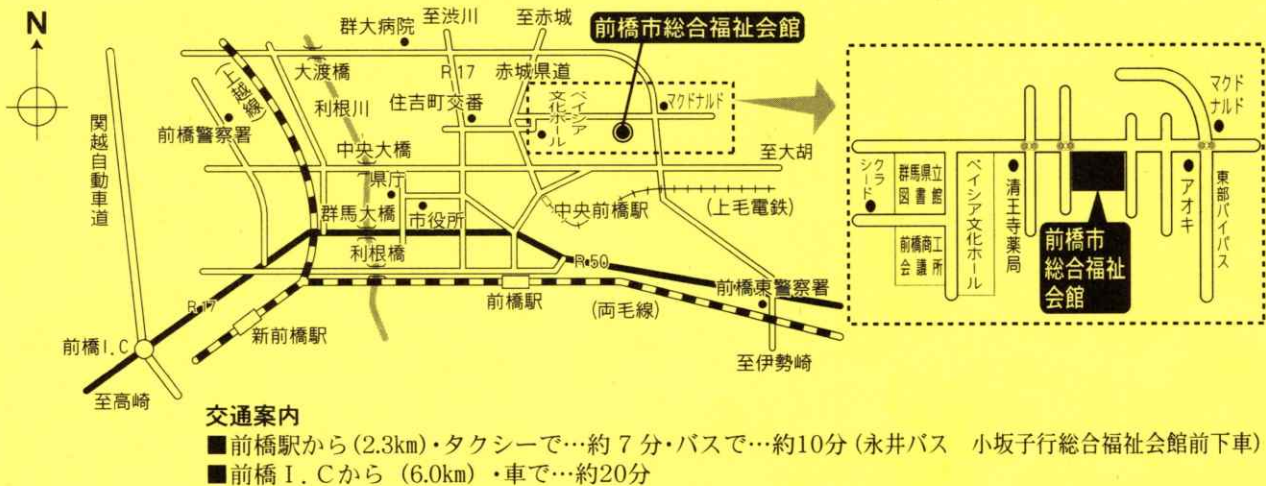 N
至渋川
至赤城
群大病院
前橋市総合福祉会館
大渡橋
R 17
赤城県道
(上越線)
利根川
住吉町交番
ベイシア
文化ホール
マクドナルド
関越自動車道
前橋警察署
中央大橋
至大胡
県庁
群馬大橋
市役所
中央前橋駅
(上毛電鉄)
利根橋
R 50
前橋駅
前橋東警察署
(両毛線)
R 17
新前橋駅
前橋I.C
至伊勢崎
至高崎
マクド
ナルド
クラ
シード
群馬県立
図書館
前橋商工
会議所
ベイシア文化ホール
清王寺薬局
アオキ
東部バイパス
前橋市
総合福祉
会館
交通案内
■前橋駅から(2.3km)・タクシーで…約 7 分・バスで…約10分 (永井バス 小坂子行総合福祉会館前下車)
■前橋 I . C から (6.0km) ・車で…約20分